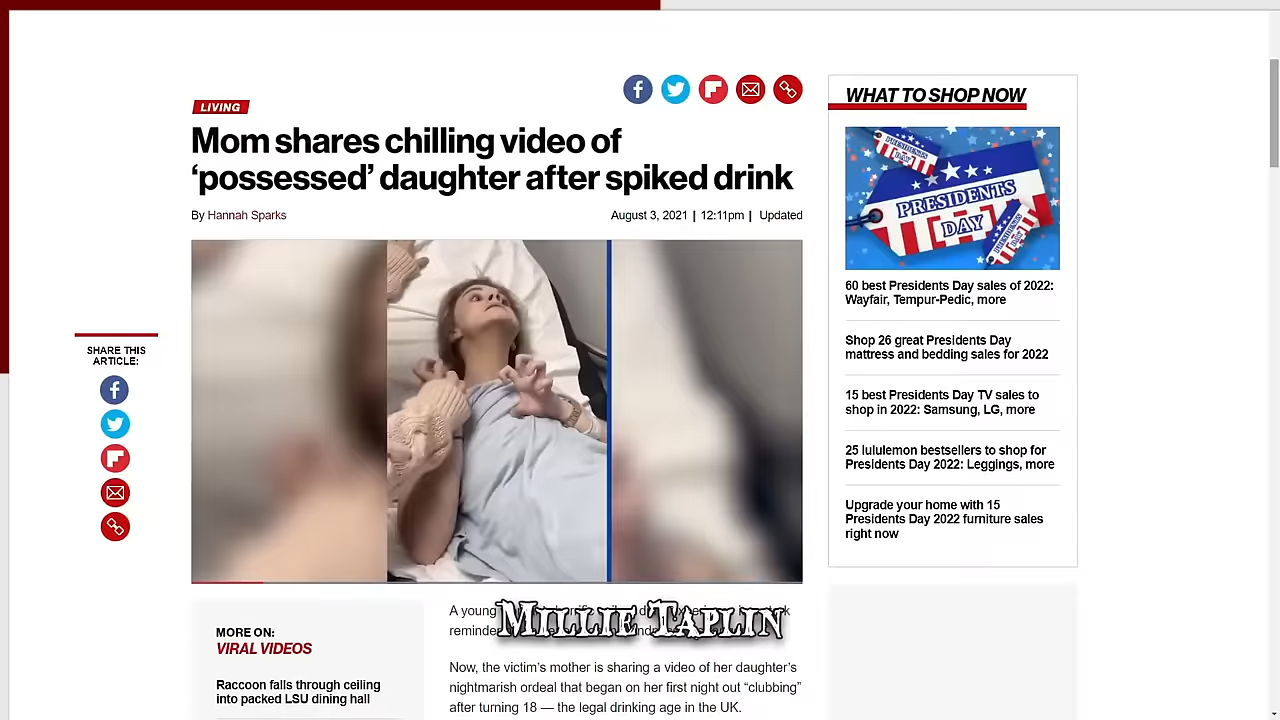 LIVING
Mom shares chilling video of
‘possessed’ daughter after spiked drink
By Hannah Sparks
August 3, 2021 | 12:11pm | Updated
SHARE THIS
ARTICLE:
MORE ON:
VIRAL VIDEOS
Raccoon falls through ceiling
into packed LSU dining hall
A young
reminder
MILLIE TAPLIN
Now, the victim’s mother is sharing a video of her daughter’s
nightmarish ordeal that began on her first night out “clubbing”
after turning 18 — the legal drinking age in the UK.
WHAT TO SHOP NOW
PRESIDENTS
DAY
60 best Presidents Day sales of 2022:
Wayfair, Tempur-Pedic, more
Shop 26 great Presidents Day
mattress and bedding sales for 2022
15 best Presidents Day TV sales to
shop in 2022: Samsung, LG, more
25 lululemon bestsellers to shop for
Presidents Day 2022: Leggings, more
Upgrade your home with 15
Presidents Day 2022 furniture sales
right now